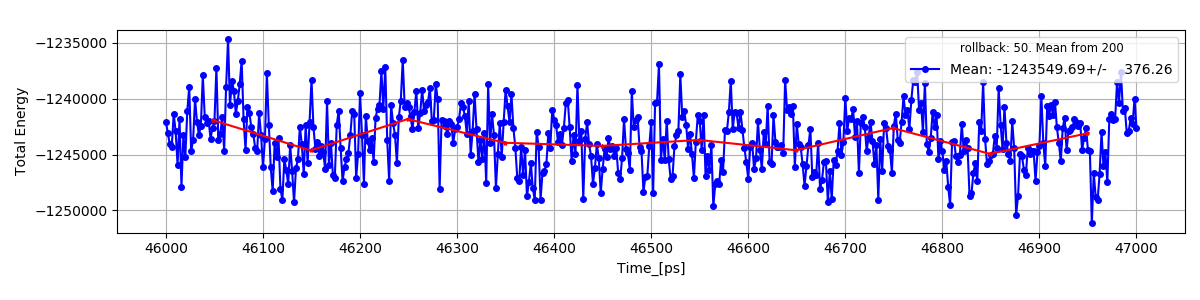 rollback: 50. Mean from 200
Mean: -1243549.69+/- 376.26
Total Energy
−1235000
−1240000
−1245000
−1250000
46000 46100 46200 46300 46400 46500 46600 46700 46800 46900 47000
Time_[ps]